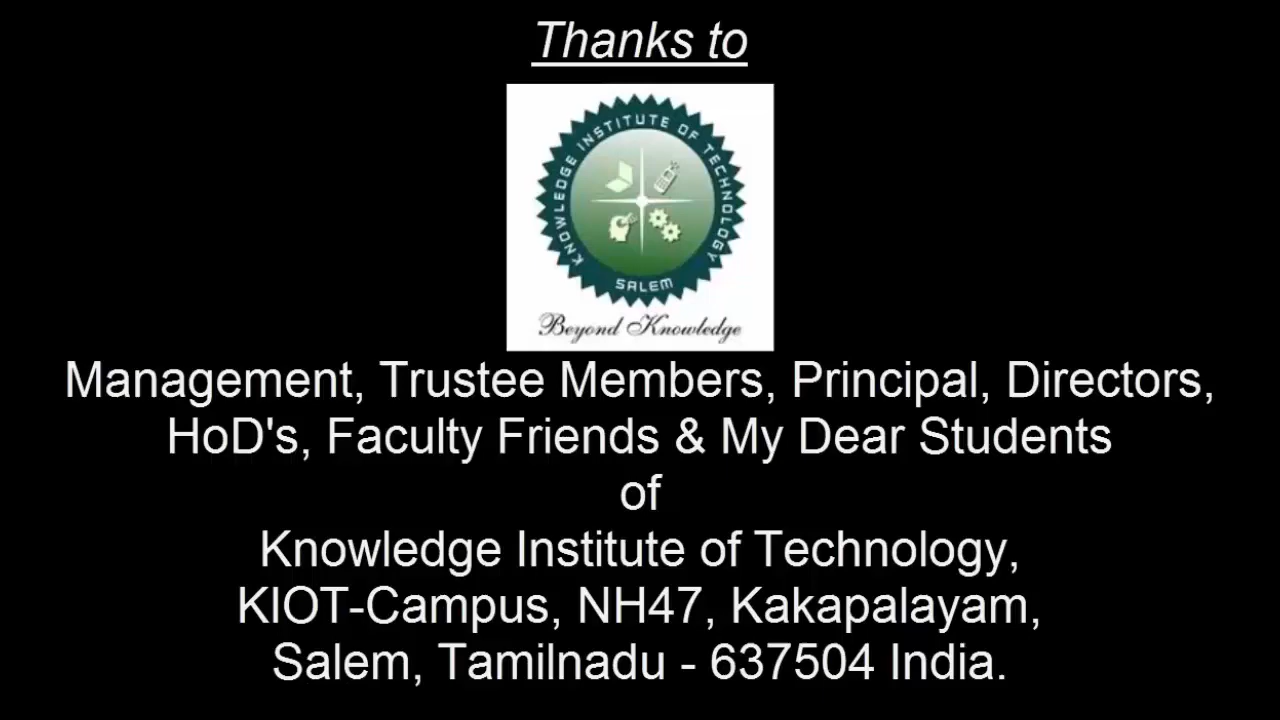 Thanks to
KNOWLEDGE INSTITUTE OF TECHNOLOGY
SALEM
Beyond Knowledge
Management, Trustee Members, Principal, Directors,
HoD's, Faculty Friends & My Dear Students
of
Knowledge Institute of Technology,
KIOT-Campus, NH47, Kakapalayam,
Salem, Tamilnadu - 637504 India.